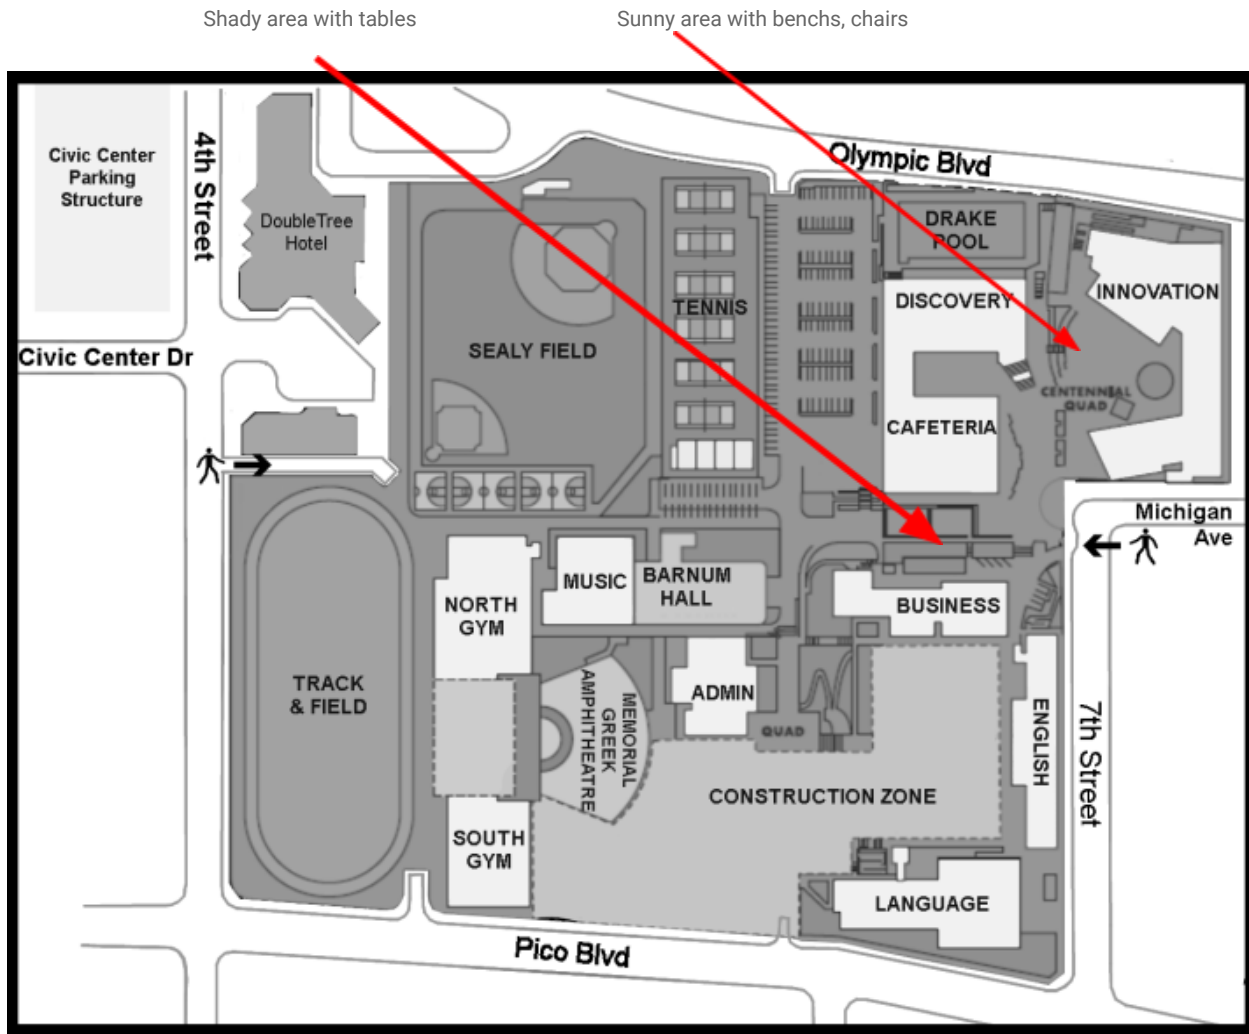 Shady area with tables
Sunny area with benchs, chairs
Olympic Blvd
4th Street
Civic Center
Parking
Structure
DoubleTree
Hotel
DRAKE
POOL
DISCOVERY
INNOVATION
TENNIS
SEALY FIELD
Civic Center Dr
CENTENNIAL
QUAD
CAFETERIA
Michigan
Ave
MUSIC
BARNUM
HALL
NORTH
GYM
BUSINESS
TRACK
& FIELD
MEMORIAL
GREEK
AMPHITHEATRE
ADMIN
QUAD
ENGLISH
7th Street
CONSTRUCTION ZONE
SOUTH
GYM
LANGUAGE
Pico Blvd